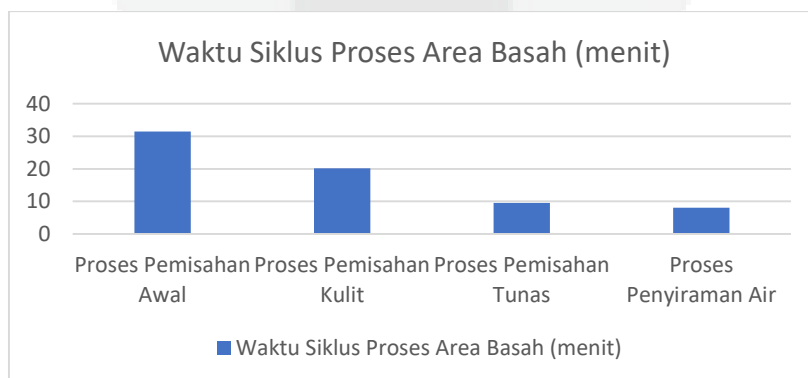 Waktu Siklus Proses Area Basah (menit)
40
30
20
10
0
Proses Pemisahan Awal
Proses Pemisahan Kulit
Proses Pemisahan Tunas
Proses Penyiraman Air
Waktu Siklus Proses Area Basah (menit)